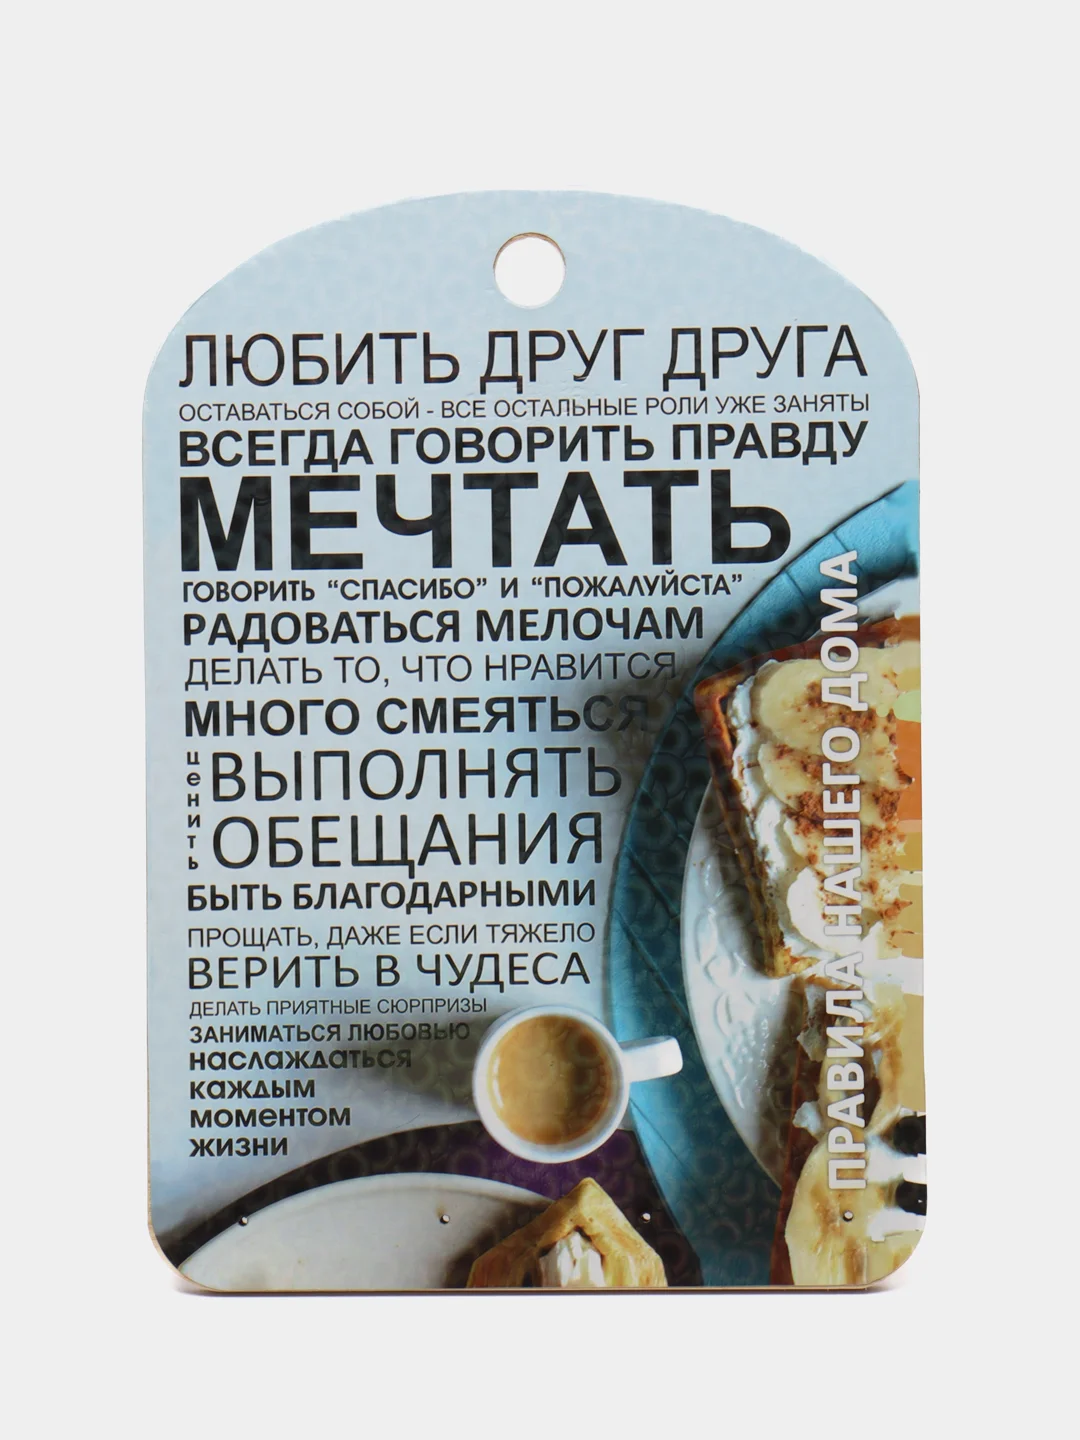 ЛЮБИТЬ ДРУГ ДРУГА
ОСТАВАТЬСЯ СОБОЙ - ВСЕ ОСТАЛЬНЫЕ РОЛИ УЖЕ ЗАНЯТЫ
ВСЕГДА ГОВОРИТЬ ПРАВДУ
МЕЧТАТЬ
ГОВОРИТЬ “СПАСИБО” И “ПОЖАЛУЙСТА”
РАДОВАТЬСЯ МЕЛОЧАМ
ДЕЛАТЬ ТО, ЧТО НРАВИТСЯ
МНОГО СМЕЯТЬСЯ
ценить
ВЫПОЛНЯТЬ
ОБЕЩАНИЯ
БЫТЬ БЛАГОДАРНЫМИ
ПРОЩАТЬ, ДАЖЕ ЕСЛИ ТЯЖЕЛО
ВЕРИТЬ В ЧУДЕСА
ДЕЛАТЬ ПРИЯТНЫЕ СЮРПРИЗЫ
ЗАНИМАТЬСЯ ЛЮБОВЬЮ
наслаждаться
каждым
моментом
жизни
ПРАВИЛА НАШЕГО ДОМА